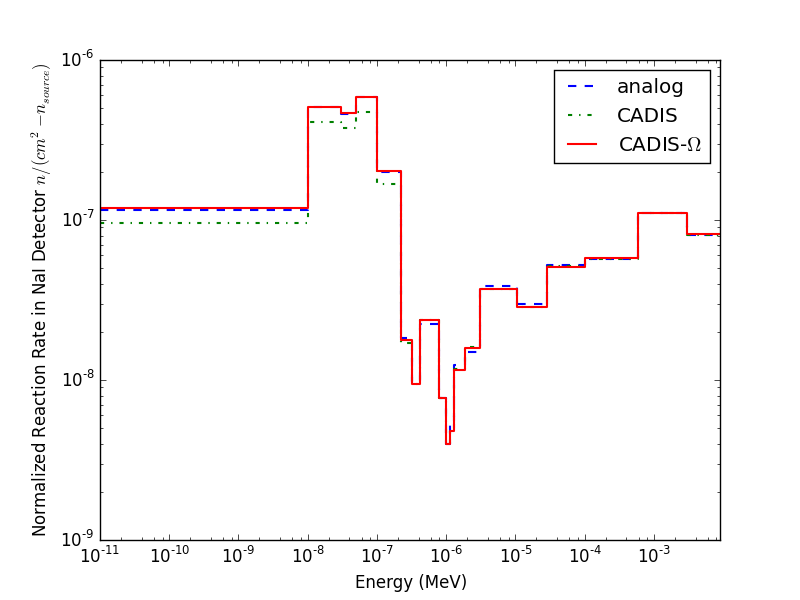 10^-6
10^-7
10^-8
10^-9
Normalized Reaction Rate in NaI Detector n/(cm^2 − n_source)
analog
CADIS
CADIS-Ω
10^-11 10^-10 10^-9 10^-8 10^-7 10^-6 10^-5 10^-4 10^-3
Energy (MeV)